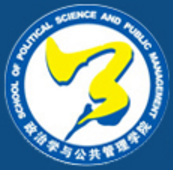 SCHOOL OF POLITICAL SCIENCE AND PUBLIC MANAGEMENT
政治学与公共管理学院